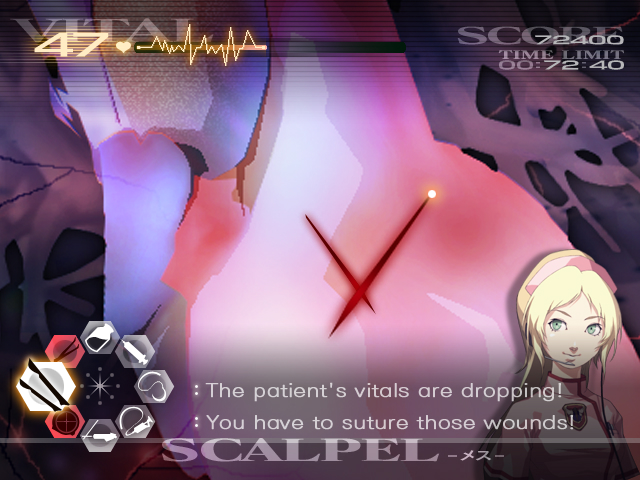 VITAL
47
SCORE
72400
TIME LIMIT
00:72:40
: The patient's vitals are dropping!
: You have to suture those wounds!
SCALPEL -メス-